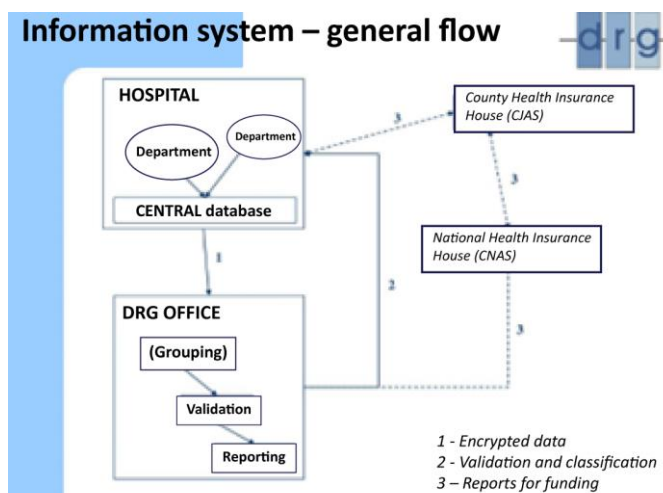 Information system – general flow
drg
HOSPITAL
Department
Department
CENTRAL database
1
DRG OFFICE
(Grouping)
Validation
Reporting
2
3
County Health Insurance
House (CJAS)
3
National Health Insurance
House (CNAS)
3
1 - Encrypted data
2 - Validation and classification
3 – Reports for funding